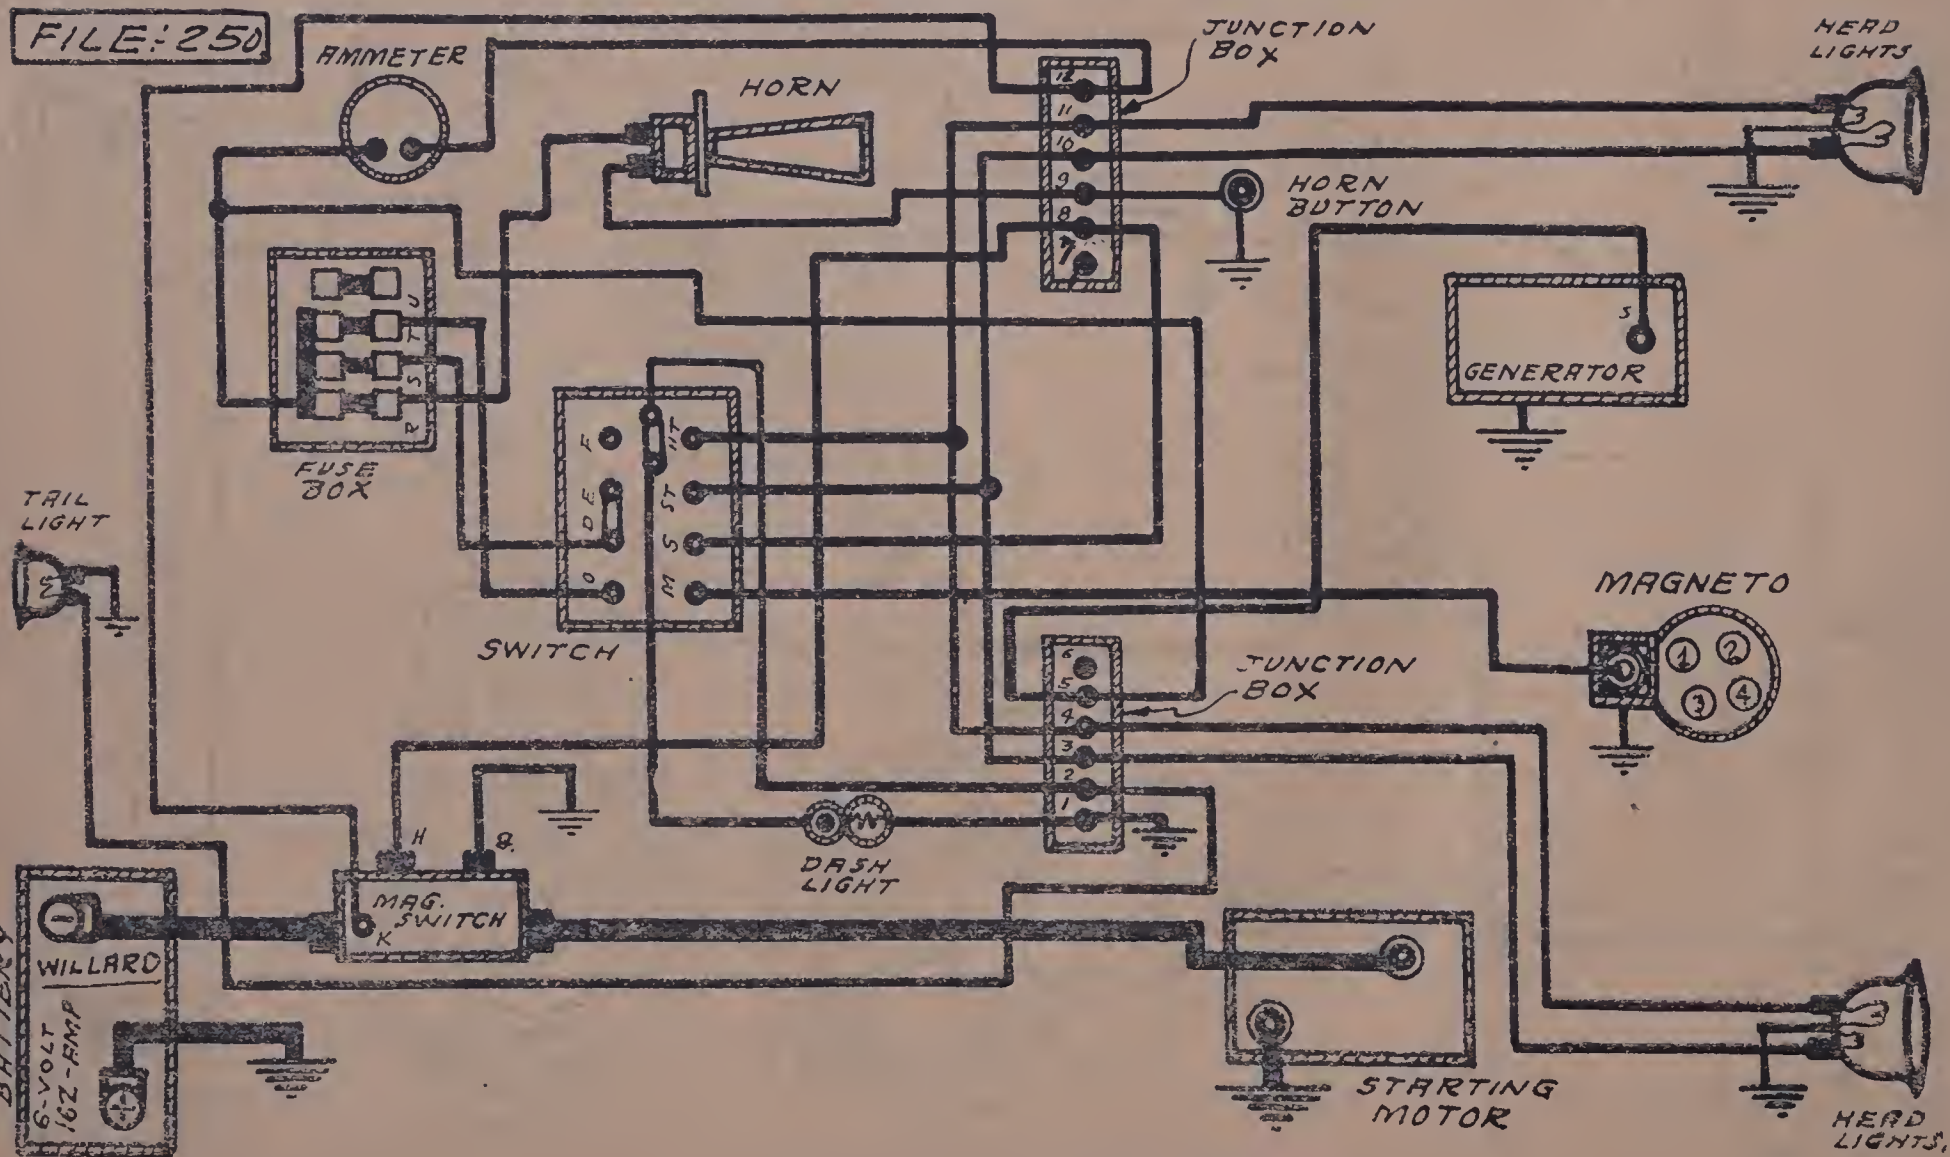 FILE: 250
AMMETER
HORN
JUNCTION
BOX
HEAD
LIGHTS
12
11
10
9
8
7
HORN
BUTTON
S
GENERATOR
U
T
S
R
FUSE
BOX
F
E
D
O
HT
ST
S
M
SWITCH
TAIL
LIGHT
MAGNETO
1 2
3 4
JUNCTION
BOX
6
5
4
3
2
1
DASH
LIGHT
H
MAG.
SWITCH
K
BATTERY
WILLARD
6-VOLT
162-AMP
STARTING
MOTOR
HEAD
LIGHTS.